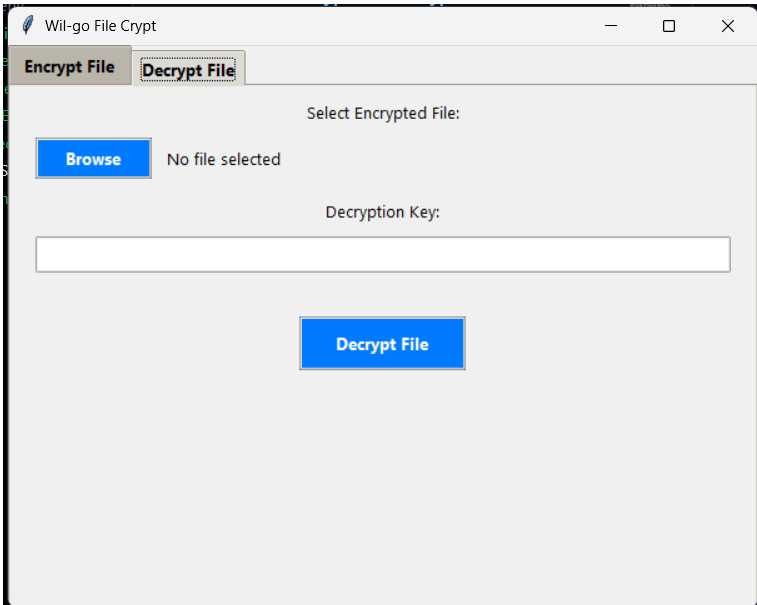 Wil-go File Crypt
Encrypt File
Decrypt File
Select Encrypted File:
Browse
No file selected
Decryption Key:
Decrypt File